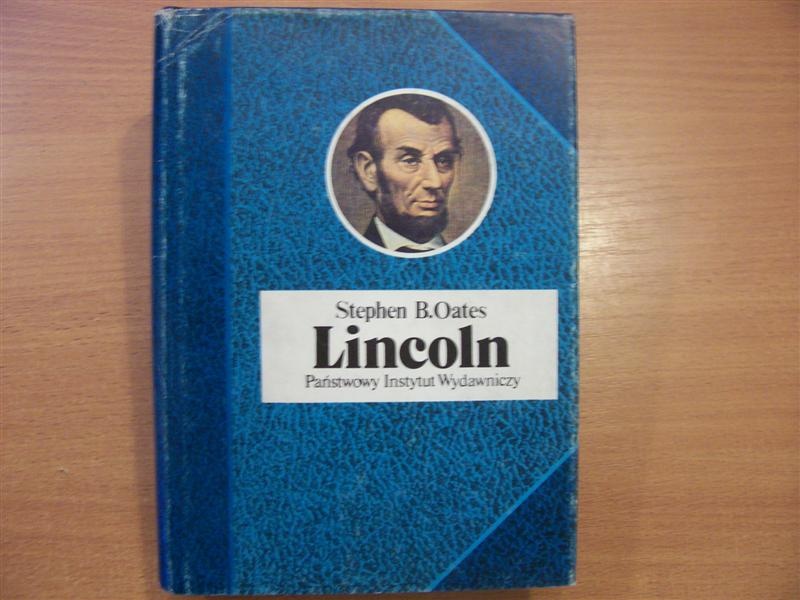 Stephen B.Oates
Lincoln
Państwowy Instytut Wydawniczy